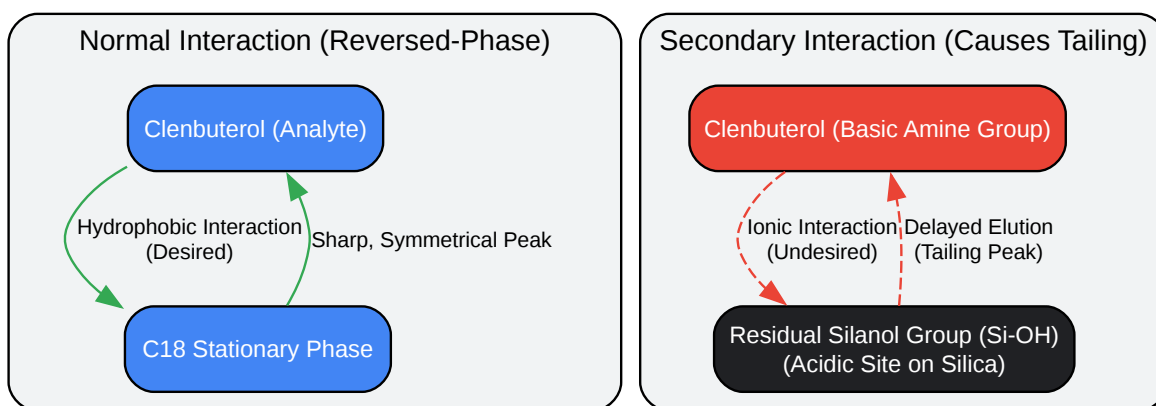 Normal Interaction (Reversed-Phase)
Clenbuterol (Analyte)
Hydrophobic Interaction
(Desired)
Sharp, Symmetrical Peak
C18 Stationary Phase
Secondary Interaction (Causes Tailing)
Clenbuterol (Basic Amine Group)
Ionic Interaction
(Undesired)
Delayed Elution
(Tailing Peak)
Residual Silanol Group (Si-OH)
(Acidic Site on Silica)